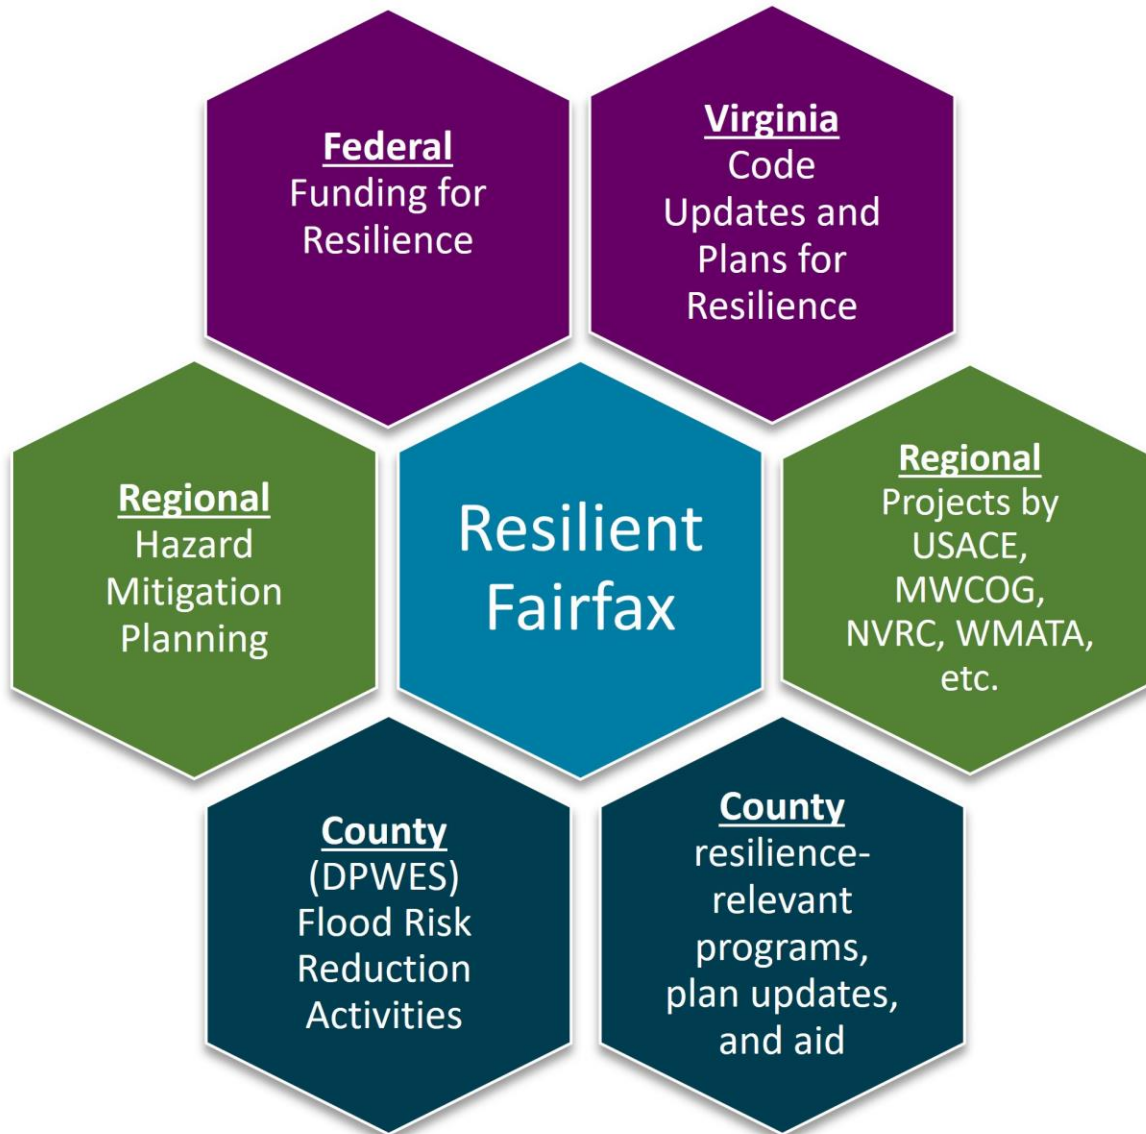 Federal
Funding for
Resilience
Virginia
Code
Updates and
Plans for
Resilience
Regional
Hazard
Mitigation
Planning
Resilient
Fairfax
Regional
Projects by
USACE,
MWCOG,
NVRC, WMATA,
etc.
County
(DPWES)
Flood Risk
Reduction
Activities
County
resilience-
relevant
programs,
plan updates,
and aid